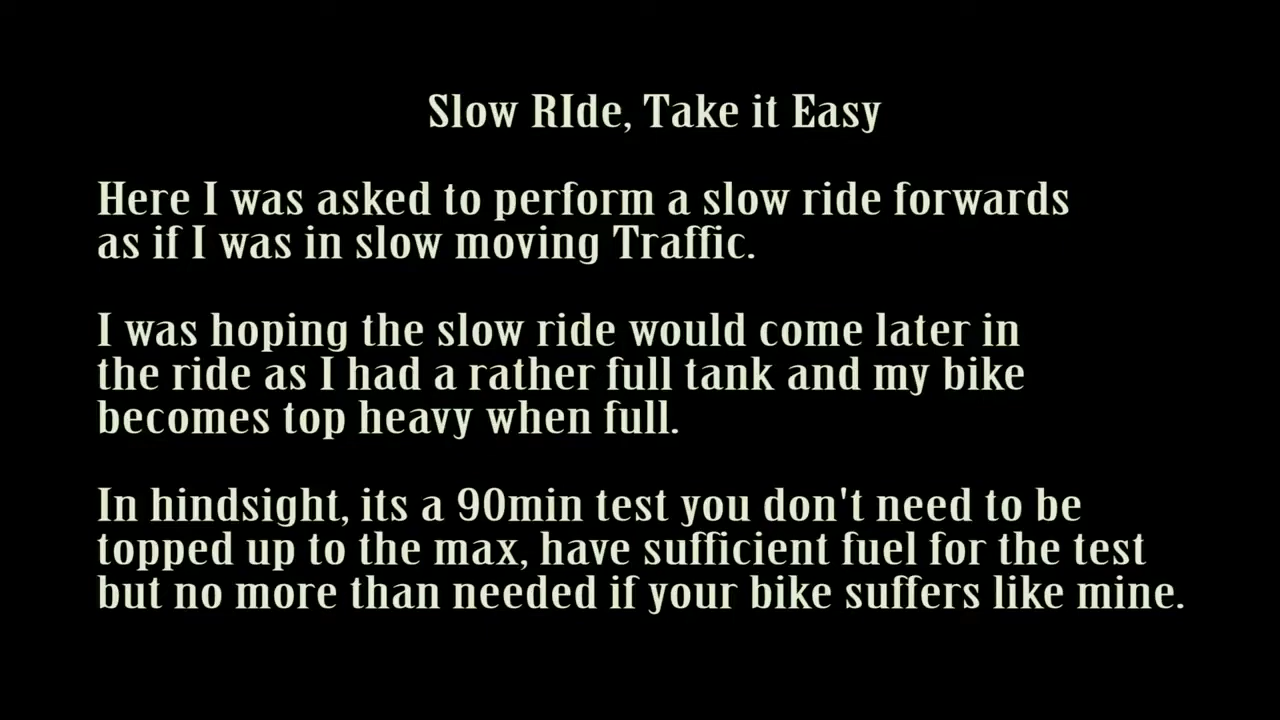 Slow RIde, Take it Easy
Here I was asked to perform a slow ride forwards
as if I was in slow moving Traffic.
I was hoping the slow ride would come later in
the ride as I had a rather full tank and my bike
becomes top heavy when full.
In hindsight, its a 90min test you don't need to be
topped up to the max, have sufficient fuel for the test
but no more than needed if your bike suffers like mine.